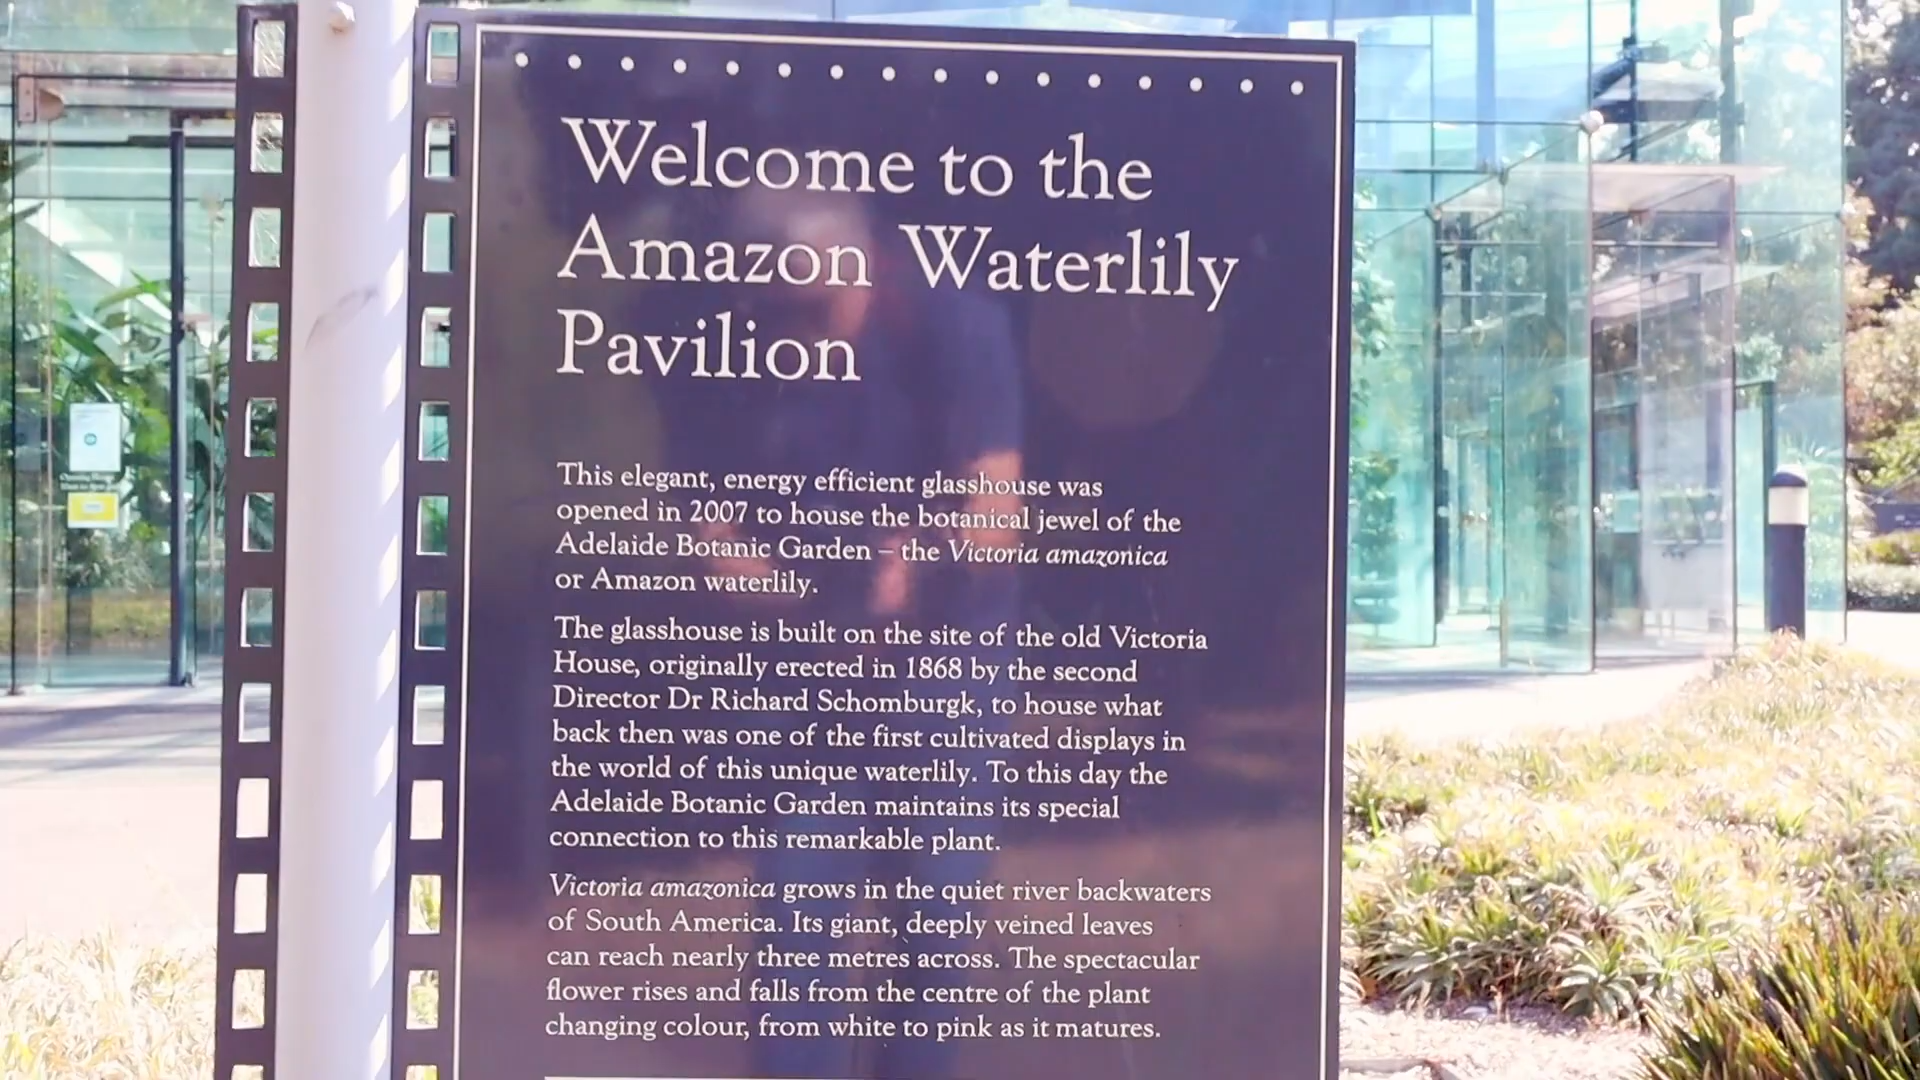 Welcome to the
Amazon Waterlily
Pavilion
This elegant, energy efficient glasshouse was
opened in 2007 to house the botanical jewel of the
Adelaide Botanic Garden – the Victoria amazonica
or Amazon waterlily.
The glasshouse is built on the site of the old Victoria
House, originally erected in 1868 by the second
Director Dr Richard Schomburgk, to house what
back then was one of the first cultivated displays in
the world of this unique waterlily. To this day the
Adelaide Botanic Garden maintains its special
connection to this remarkable plant.
Victoria amazonica grows in the quiet river backwaters
of South America. Its giant, deeply veined leaves
can reach nearly three metres across. The spectacular
flower rises and falls from the centre of the plant
changing colour, from white to pink as it matures.